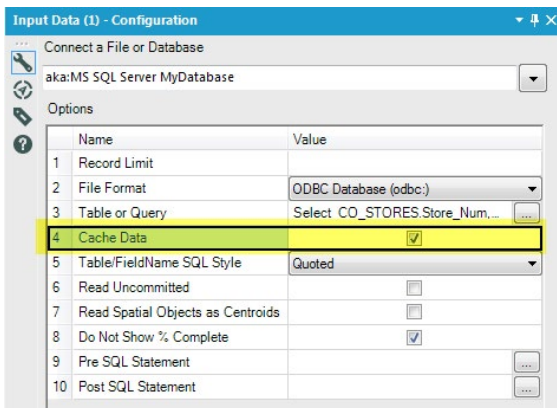 Input Data (1) - Configuration
Connect a File or Database
aka:MS SQL Server MyDatabase
Options
Name Value
1 Record Limit
2 File Format ODBC Database (odbc:)
3 Table or Query Select CO_STORES.Store_Num,... ...
4 Cache Data
5 Table/FieldName SQL Style Quoted
6 Read Uncommitted
7 Read Spatial Objects as Centroids
8 Do Not Show % Complete
9 Pre SQL Statement ...
10 Post SQL Statement ...